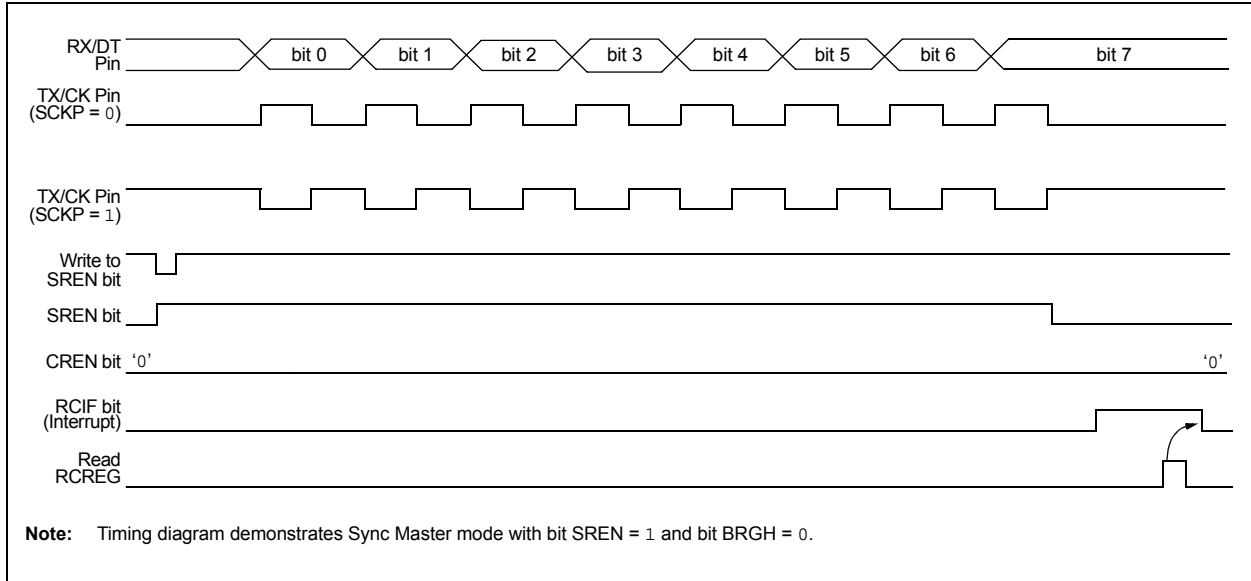 RX/DT
Pin
bit 0 bit 1 bit 2 bit 3 bit 4 bit 5 bit 6 bit 7
TX/CK Pin
(SCKP = 0)
TX/CK Pin
(SCKP = 1)
Write to
SREN bit
SREN bit
CREN bit ‘0’ ‘0’
RCIF bit
(Interrupt)
Read
RCREG
Note: Timing diagram demonstrates Sync Master mode with bit SREN = 1 and bit BRGH = 0.